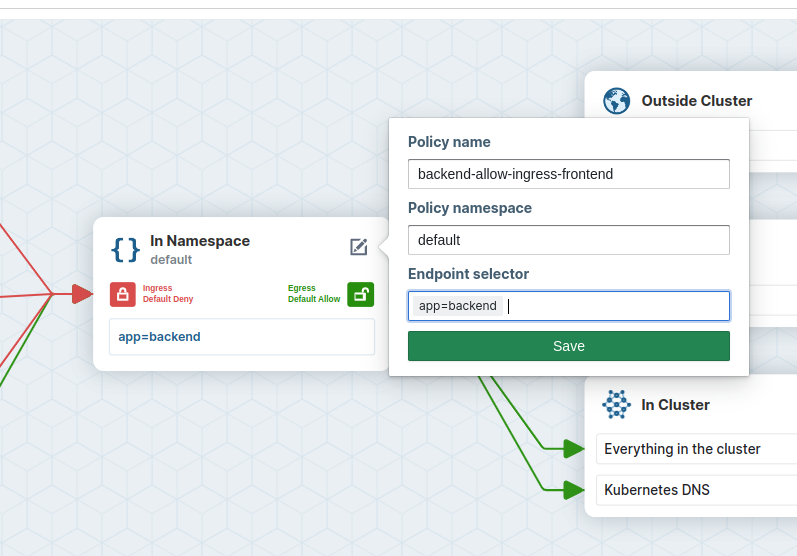 Outside Cluster
Policy name
backend-allow-ingress-frontend
Policy namespace
default
Endpoint selector
app=backend
Save
In Namespace
default
Ingress
Default Deny
Egress
Default Allow
app=backend
In Cluster
Everything in the cluster
Kubernetes DNS